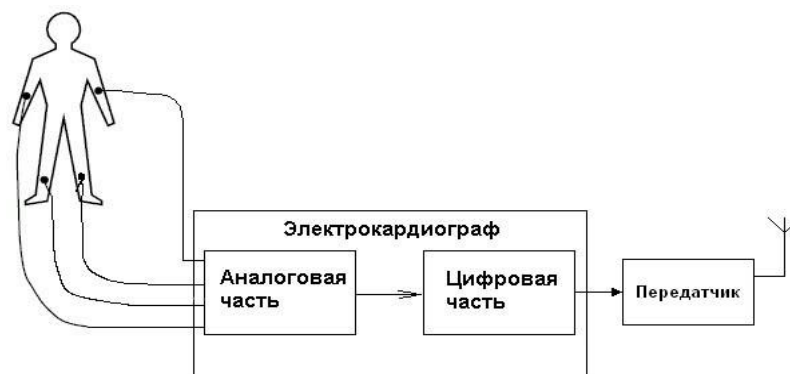 Электрокардиограф
Аналоговая
часть
Цифровая
часть
Передатчик